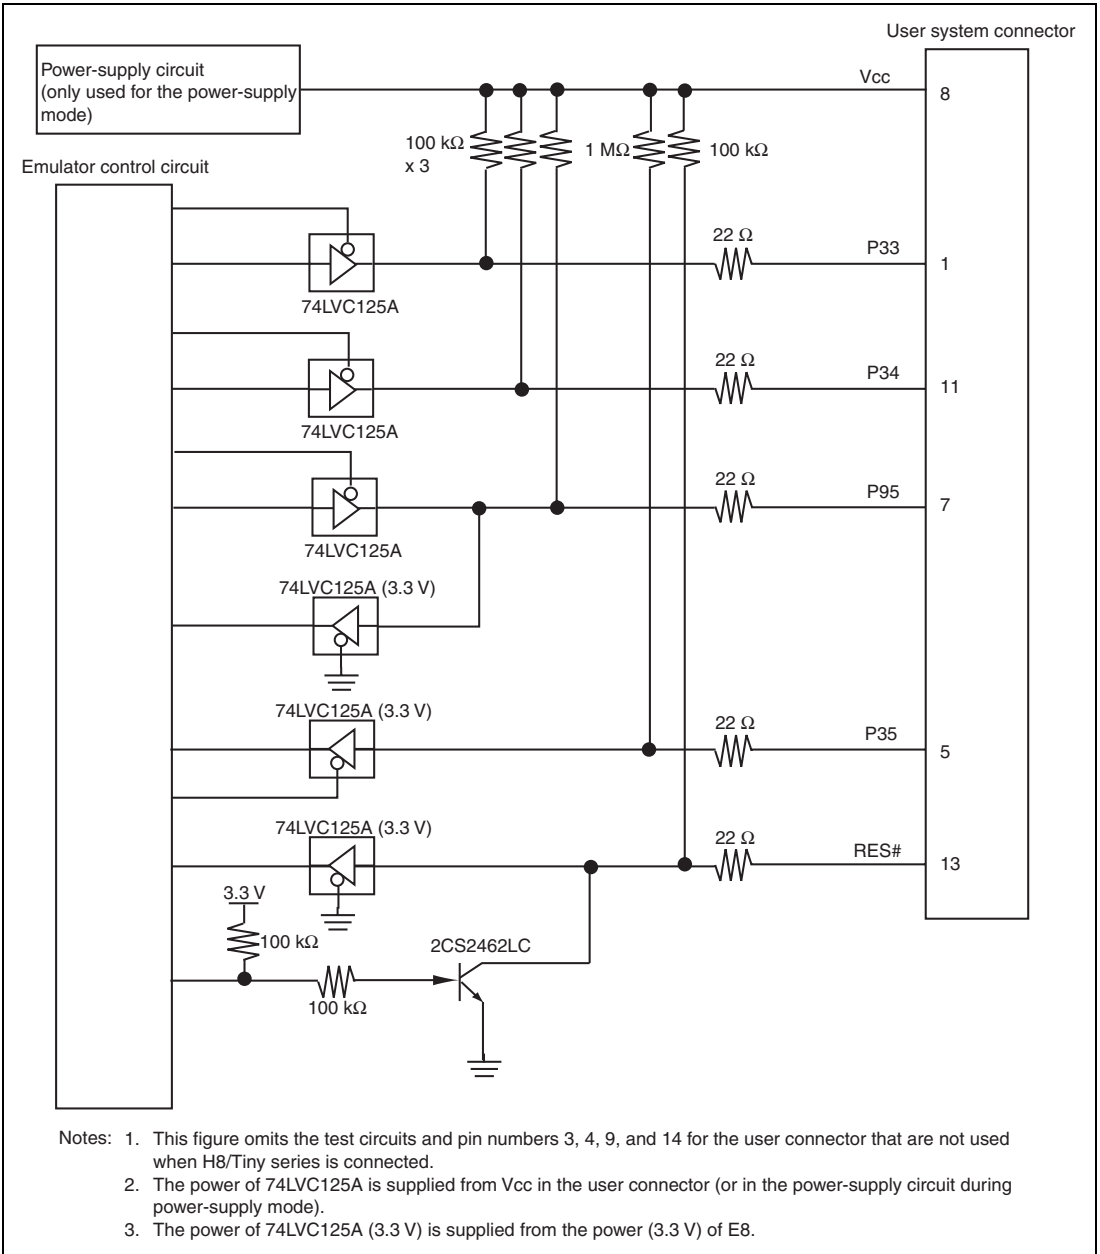 User system connector
Power-supply circuit
(only used for the power-supply
mode)
Vcc
8
100 kΩ
x 3
1 MΩ
100 kΩ
Emulator control circuit
22 Ω
P33
1
74LVC125A
22 Ω
P34
11
74LVC125A
22 Ω
P95
7
74LVC125A
74LVC125A (3.3 V)
74LVC125A (3.3 V)
22 Ω
P35
5
74LVC125A (3.3 V)
22 Ω
RES#
13
3.3 V
100 kΩ
2CS2462LC
100 kΩ
Notes: 1. This figure omits the test circuits and pin numbers 3, 4, 9, and 14 for the user connector that are not used
when H8/Tiny series is connected.
2. The power of 74LVC125A is supplied from Vcc in the user connector (or in the power-supply circuit during
power-supply mode).
3. The power of 74LVC125A (3.3 V) is supplied from the power (3.3 V) of E8.